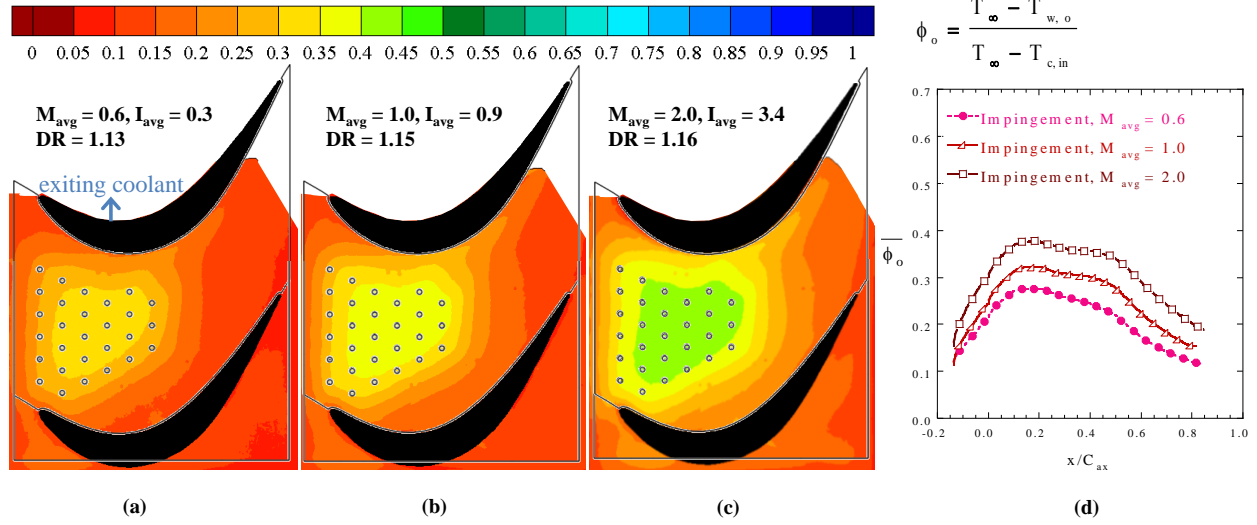 0 0.05 0.1 0.15 0.2 0.25 0.3 0.35 0.4 0.45 0.5 0.55 0.6 0.65 0.7 0.75 0.8 0.85 0.9 0.95 1
ϕo = T∞ − Tw, o / T∞ − Tc,in
Mavg = 0.6, Iavg = 0.3
DR = 1.13
exiting coolant
(a)
Mavg = 1.0, Iavg = 0.9
DR = 1.15
(b)
Mavg = 2.0, Iavg = 3.4
DR = 1.16
(c)
0.7
Impingement, M avg = 0.6
Impingement, M avg = 1.0
Impingement, M avg = 2.0
0.6
0.5
0.4
ϕo
0.3
0.2
0.1
0.0
-0.2 0.0 0.2 0.4 0.6 0.8 1.0
x/Cax
(d)